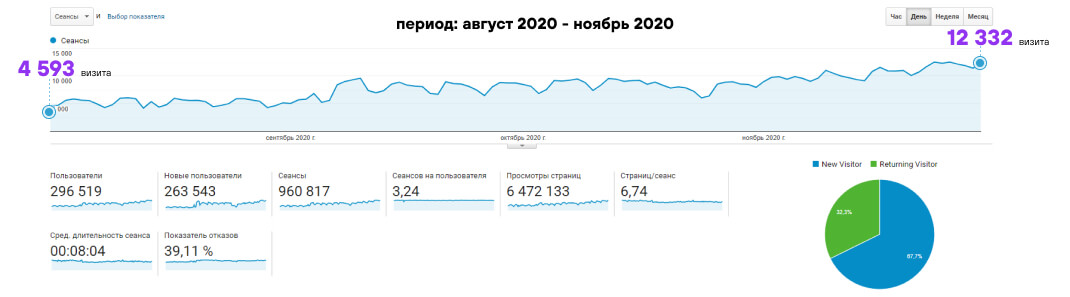 Сеансы и Выбор показателя
период: август 2020 - ноябрь 2020
Час День Неделя Месяц
Сеансы
12 332 визита
15 000
4 593 визита
10 000
000
сентябрь 2020 г. октябрь 2020 г. ноябрь 2020 г.
New Visitor Returning Visitor
Пользователи
296 519
Новые пользователи
263 543
Сеансы
960 817
Сеансов на пользователя
3,24
Просмотры страниц
6 472 133
Страниц/сеанс
6,74
Сред. длительность сеанса
00:08:04
Показатель отказов
39,11 %
32,3%
67,7%